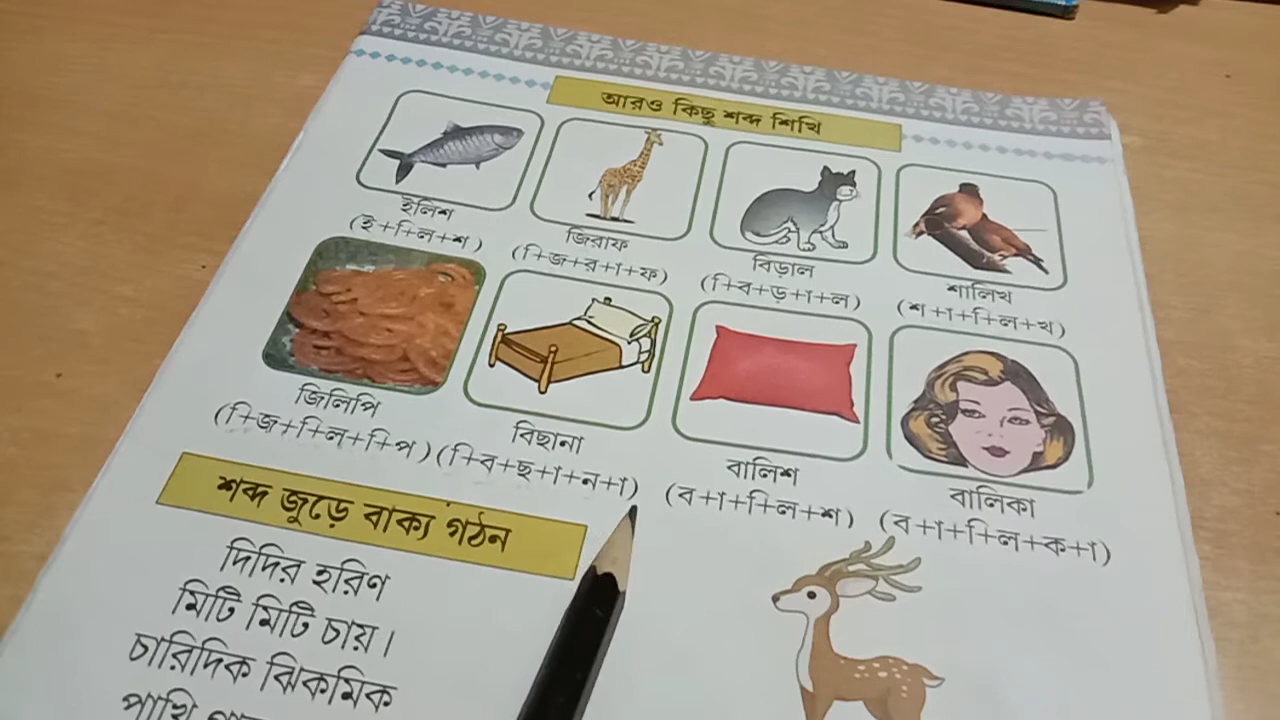 আরও কিছু শব্দ শিখি
ইলিশ
(ই+ি+ল+শ)
জিরাফ
(ি+জ+র+া+ফ)
বিড়াল
(ি+ব+ড়+া+ল)
শালিখ
(শ+া+ি+ল+খ)
জিলিপি
(ি+জ+ি+ল+ি+প)
বিছানা
(ি+ব+ছ+া+ন+া)
বালিশ
(ব+া+ি+ল+শ)
বালিকা
(ব+া+ি+ল+ক+া)
শব্দ জুড়ে বাক্য গঠন
দিদির হরিণ
মিটি মিটি চায়।
চারিদিক ঝিকমিক
পাখি